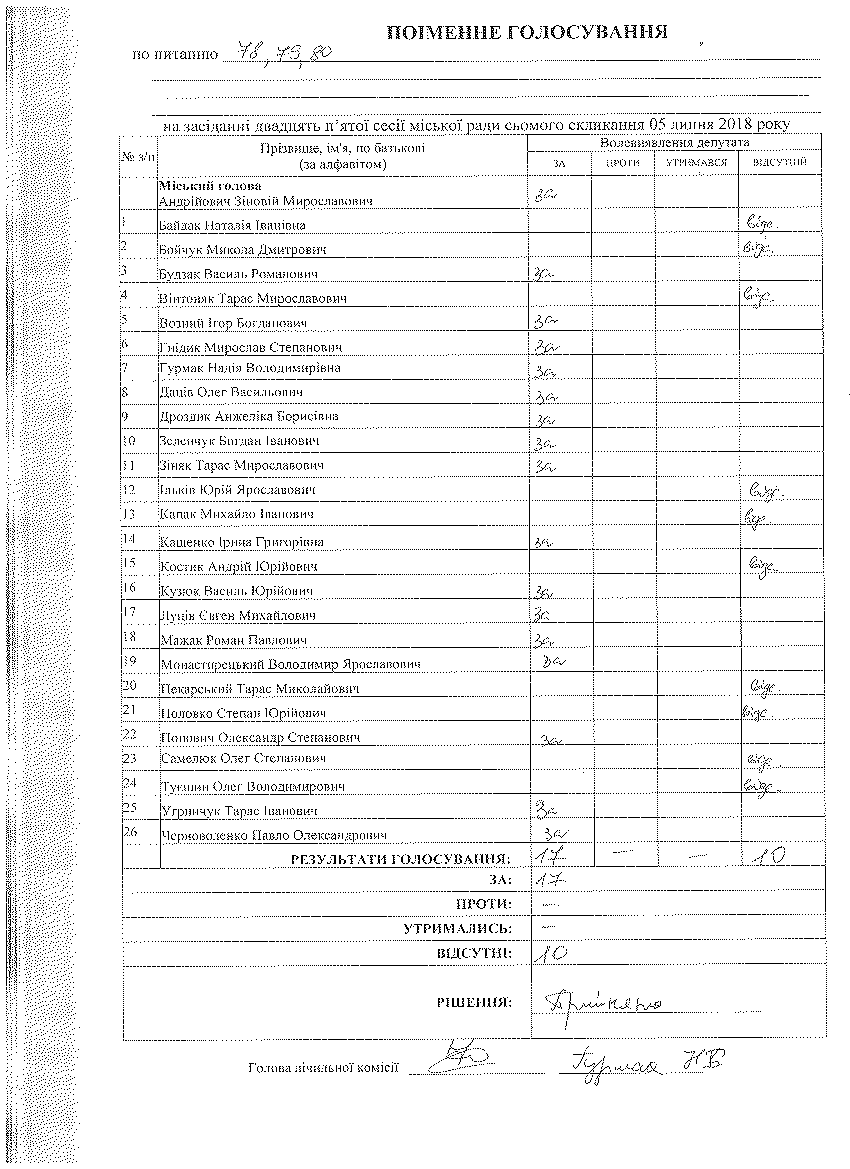 ПОІМЕННЕ ГОЛОСУВАННЯ
по питанню 78, 79, 80
на засіданні двадцять п'ятої сесії міської ради сьомого скликання 05 липня 2018 року
№ з/п Прізвище, ім'я, по батькові (за алфавітом) Волевиявлення депутата
ЗА ПРОТИ УТРИМАВСЯ ВІДСУТНІЙ
Міський голова
Андрійович Зіновій Мирославович за
1 Байдак Наталія Іванівна відс.
2 Бойчук Микола Дмитрович відс.
3 Будзак Василь Романович за
4 Вінтоняк Тарас Мирославович відс.
5 Возний Ігор Богданович за
6 Гнідик Мирослав Степанович за
7 Гурмак Надія Володимирівна за
8 Даців Олег Васильович за
9 Дроздик Анжеліка Борисівна за
10 Зеленчук Богдан Іванович за
11 Зіняк Тарас Мирославович за
12 Ільків Юрій Ярославович відс.
13 Капак Михайло Іванович відс.
14 Кащенко Ірина Григорівна за
15 Костик Андрій Юрійович відс.
16 Кузюк Василь Юрійович за
17 Луців Євген Михайлович за
18 Мажак Роман Павлович за
19 Монастирецький Володимир Ярославович за
20 Пекарський Тарас Миколайович відс
21 Половко Степан Юрійович відс
22 Попович Олександр Степанович за
23 Самелюк Олег Степанович відс.
24 Тукшин Олег Володимирович відс.
25 Угринчук Тарас Іванович за
26 Черноволенко Павло Олександрович за
РЕЗУЛЬТАТИ ГОЛОСУВАННЯ: 17 — — 10
ЗА: 17
ПРОТИ: —
УТРИМАЛИСЬ: —
ВІДСУТНІ: 10
РІШЕННЯ: Прийнято
Голова лічильної комісії Гурмак Н В